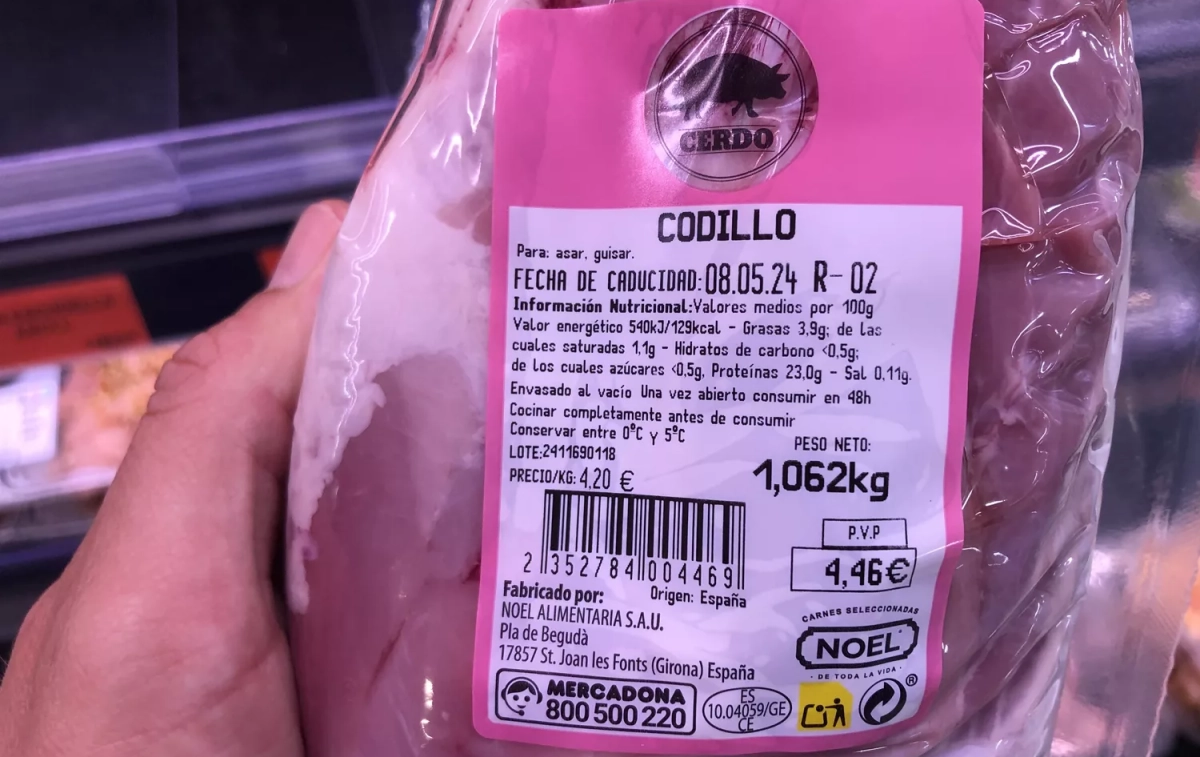 CERDO
CODILLO
Para: asar, guisar.
FECHA DE CADUCIDAD:08.05.24 R-02
Información Nutricional:Valores medios por 100g
Valor energético 540kJ/129kcal - Grasas 3,9g; de las
cuales saturadas 1,1g - Hidratos de carbono <0,5g;
de los cuales azúcares <0,5g, Proteínas 23,0g - Sal 0,11g.
Envasado al vacío Una vez abierto consumir en 48h
Cocinar completamente antes de consumir
Conservar entre 0ºC y 5ºC
LOTE:2411690118
PRECIO/KG: 4,20 €
PESO NETO:
1,062kg
P.V.P
4,46€
2 352784 004469
Origen: España
Fabricado por:
NOEL ALIMENTARIA S.A.U.
Pla de Begudà
17857 St. Joan les Fonts (Girona) España
CARNES SELECCIONADAS
NOEL
· DE TODA LA VIDA ·
MERCADONA
800 500 220
ES
10.04059/GE
CE
®